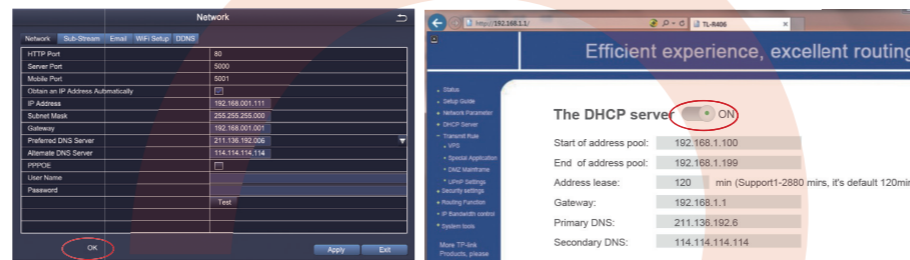 Network
Network Sub-Stream Email WiFi Setup DDNS
HTTP Port 80
Server Port 5000
Mobile Port 5001
Obtain an IP Address Automatically
IP Address 192.168.001.111
Subnet Mask 255.255.255.000
Gateway 192.168.001.001
Preferred DNS Server 211.136.192.006
Alternate DNS Server 114.114.114.114
PPPOE
User Name
Password
Test
OK Apply Exit
http://192.168.1.1/ TL-R406
Efficient experience, excellent routing
Status
Setup Guide
Network Parameter
DHCP Server
Transmit Rule
VPS
Special Application
DMZ Mainframe
UPnP Settings
Security settings
Routing Function
IP Bandwidth control
System tools
More TP-link
Products, please
The DHCP server ON
Start of address pool: 192.168.1.100
End of address pool: 192.168.1.199
Address lease: 120 min (Support1-2880 mirs, it's default 120mir
Gateway: 192.168.1.1
Primary DNS: 211.136.192.6
Secondary DNS: 114.114.114.114